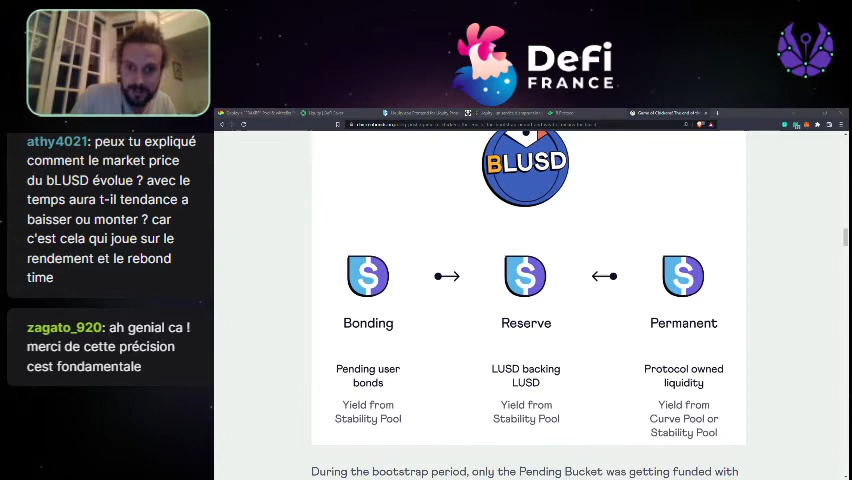 DeFi
FRANCE
athy4021: peux tu expliqué
comment le market price
du bLUSD évolue ? avec le
temps aura t-il tendance a
baisser ou monter ? car
c'est cela qui joue sur le
rendement et le rebond
time
zagato_920: ah genial ca !
merci de cette précision
cest fondamentale
BLUSD
Bonding
Reserve
Permanent
Pending user
bonds
LUSD backing
LUSD
Protocol owned
liquidity
Yield from
Stability Pool
Yield from
Stability Pool
Yield from
Curve Pool or
Stability Pool
During the bootstrap period, only the Pending Bucket was getting funded with